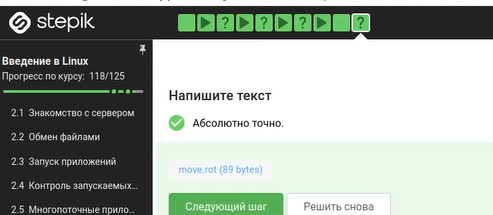 stepik
Введение в Linux
Прогресс по курсу: 118/125
2.1 Знакомство с сервером
2.2 Обмен файлами
2.3 Запуск приложений
2.4 Контроль запускаемых...
2.5 Многопоточные прило...
Напишите текст
Абсолютно точно.
move.rot (89 bytes)
Следующий шаг
Решить снова